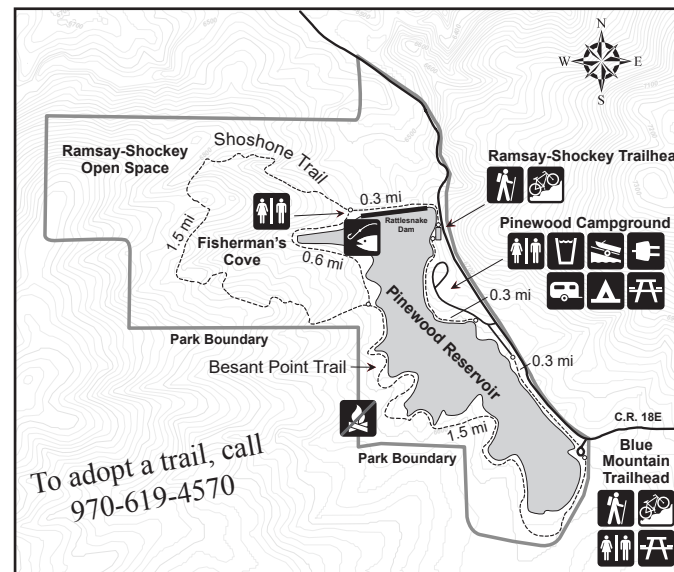 N
W
E
S
Shoshone Trail
Ramsay-Shockey
Open Space
Ramsay-Shockey Trailhea
0.3 mi
Rattlesnake
Dam
Pinewood Campground
1.5 mi
Fisherman's
Cove
0.6 mi
0.3 mi
Pinewood Reservoir
Park Boundary
0.3 mi
Besant Point Trail
C.R. 18E
1.5 mi
Park Boundary
Blue
Mountain
Trailhead
To adopt a trail, call
970-619-4570